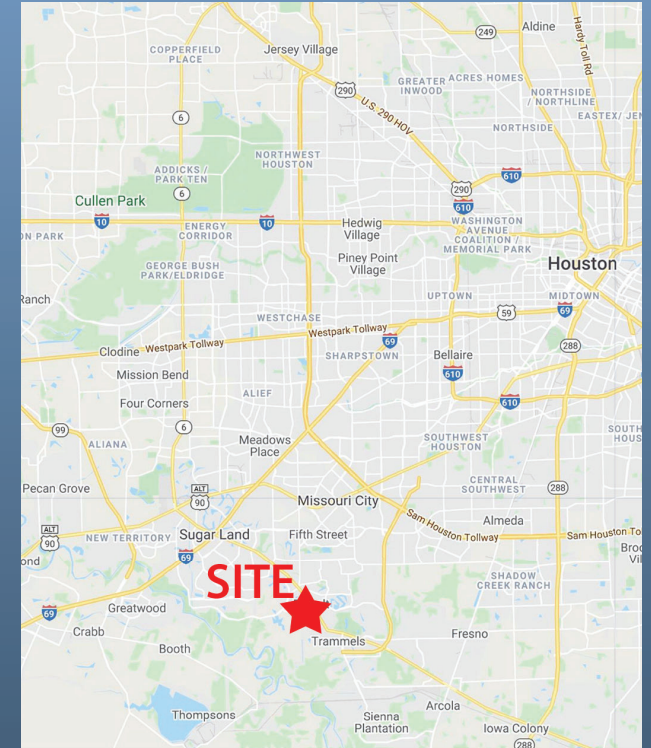 249
Aldine
Hardy Toll Rd
COPPERFIELD
PLACE
Jersey Village
290
GREATER
INWOOD
ACRES HOMES
U.S. 290 HOV
NORTHSIDE
/ NORTHLINE
EASTEX/ JEN
6
NORTHSIDE
NORTHWEST
HOUSTON
ADDICKS /
PARK TEN
6
610
290
610
Cullen Park
10
10
ENERGY
CORRIDOR
ON PARK
Hedwig
Village
WASHINGTON
AVENUE
COALITION /
MEMORIAL PARK
Piney Point
Village
GEORGE BUSH
PARK/ELDRIDGE
Houston
Ranch
UPTOWN
MIDTOWN
59
69
WESTCHASE
Westpark Tollway
69
288
Clodine
Westpark Tollway
SHARPSTOWN
Bellaire
610
Mission Bend
ALIEF
Four Corners
610
99
6
ALIANA
Meadows
Place
SOUTHWEST
HOUSTON
SOUTH
HOUS
Pecan Grove
ALT
90
CENTRAL
SOUTHWEST
288
Missouri City
Sam Houston Tollway
Almeda
ALT
90
NEW TERRITORY
Sugar Land
Fifth Street
Sam Houston To
ond
69
Broo
Vil
SITE
SHADOW
CREEK RANCH
69
Greatwood
Crabb
Booth
Trammels
Fresno
Thompsons
Sienna
Plantation
Arcola
Iowa Colony
288